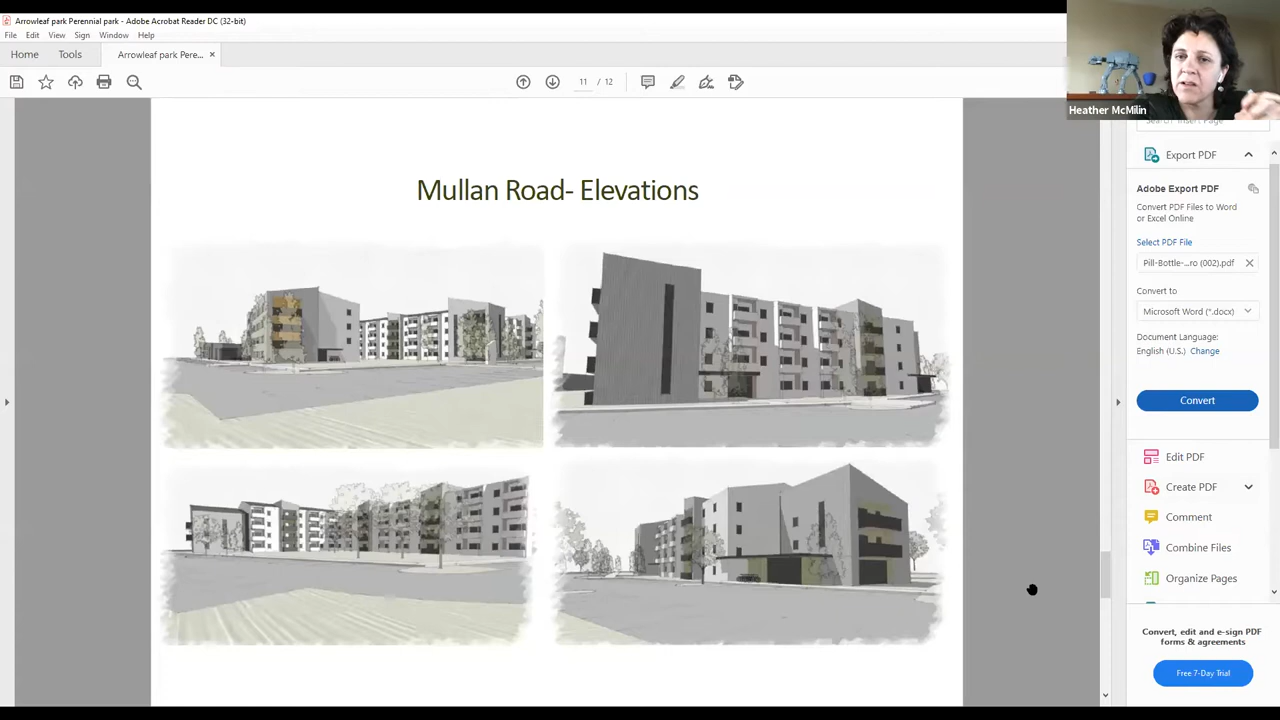 Arrowleaf park Perennial park - Adobe Acrobat Reader DC (32-bit)
File Edit View Sign Window Help
Home Tools Arrowleaf park Pere... ×
11 / 12
Heather McMilin
Search 'Insert Page'
Export PDF
Adobe Export PDF
Convert PDF Files to Word
or Excel Online
Select PDF File
Pill-Bottle-...ro (002).pdf
Convert to
Microsoft Word (*.docx)
Document Language:
English (U.S.) Change
Convert
Edit PDF
Create PDF
Comment
Combine Files
Organize Pages
Convert, edit and e-sign PDF
forms & agreements
Free 7-Day Trial
Mullan Road- Elevations